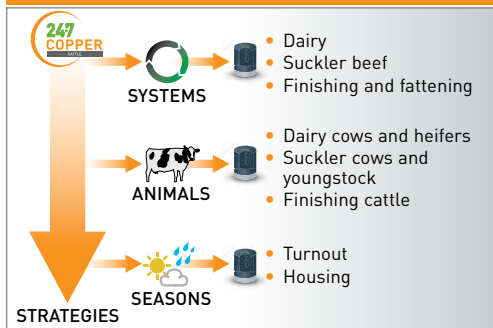 247
COPPER
CATTLE
SYSTEMS
• Dairy
• Suckler beef
• Finishing and fattening
ANIMALS
• Dairy cows and heifers
• Suckler cows and
youngstock
• Finishing cattle
SEASONS
• Turnout
• Housing
STRATEGIES